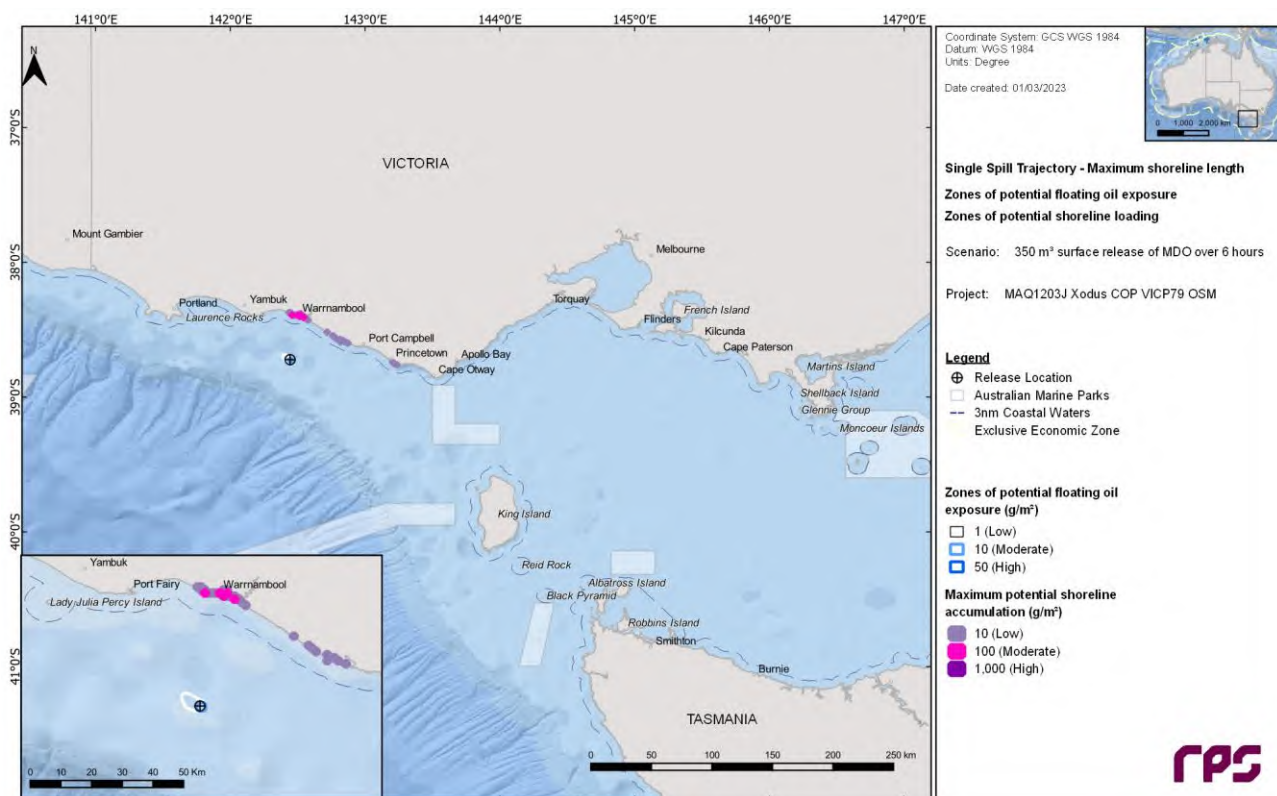 141°0'E 142°0'E 143°0'E 144°0'E 145°0'E 146°0'E 147°0'E
N
37°0'S
38°0'S
39°0'S
40°0'S
41°0'S
VICTORIA
Mount Gambier
Melbourne
Portland
Yambuk
Warrnambool
Laurence Rocks
Torquay
French Island
Flinders
Kilcunda
Port Campbell
Cape Paterson
Princetown
Apollo Bay
Cape Otway
Martins Island
Shellback Island
Glennie Group
Moncoeur Islands
King Island
Reid Rock
Albatross Island
Black Pyramid
Robbins Island
Smithton
Burnie
TASMANIA
0 50 100 150 200 250 km
Yambuk
Port Fairy
Warrnambool
Lady Julia Percy Island
0 10 20 30 40 50 Km
Coordinate System: GCS WGS 1984
Datum: WGS 1984
Units: Degree
Date created: 01/03/2023
0 1,000 2,000 km
Single Spill Trajectory - Maximum shoreline length
Zones of potential floating oil exposure
Zones of potential shoreline loading
Scenario: 350 m³ surface release of MDO over 6 hours
Project: MAQ1203J Xodus COP VICP79 OSM
Legend
Release Location
Australian Marine Parks
3nm Coastal Waters
Exclusive Economic Zone
Zones of potential floating oil
exposure (g/m²)
1 (Low)
10 (Moderate)
50 (High)
Maximum potential shoreline
accumulation (g/m²)
10 (Low)
100 (Moderate)
1,000 (High)
rps